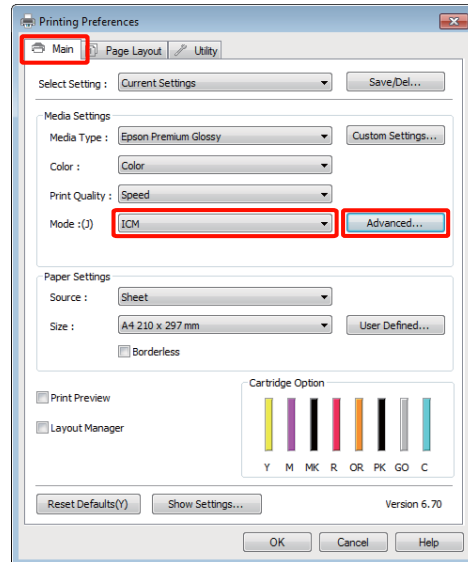 Printing Preferences
Main Page Layout Utility
Select Setting : Current Settings Save/Del...
Media Settings
Media Type : Epson Premium Glossy Custom Settings...
Color : Color
Print Quality : Speed
Mode :(J) ICM Advanced...
Paper Settings
Source : Sheet
Size : A4 210 x 297 mm User Defined...
Borderless
Print Preview
Layout Manager
Cartridge Option
Y M MK R OR PK GO C
Reset Defaults(Y) Show Settings... Version 6.70
OK Cancel Help